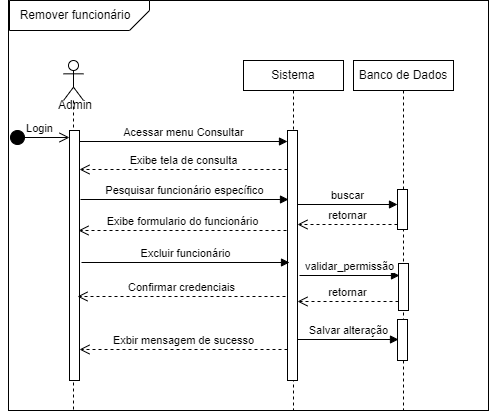 Remover funcionário
Sistema
Banco de Dados
Admin
Login
Acessar menu Consultar
Exibe tela de consulta
Pesquisar funcionário específico
buscar
retornar
Exibe formulario do funcionário
Excluir funcionário
validar_permissão
Confirmar credenciais
retornar
Salvar alteração
Exbir mensagem de sucesso